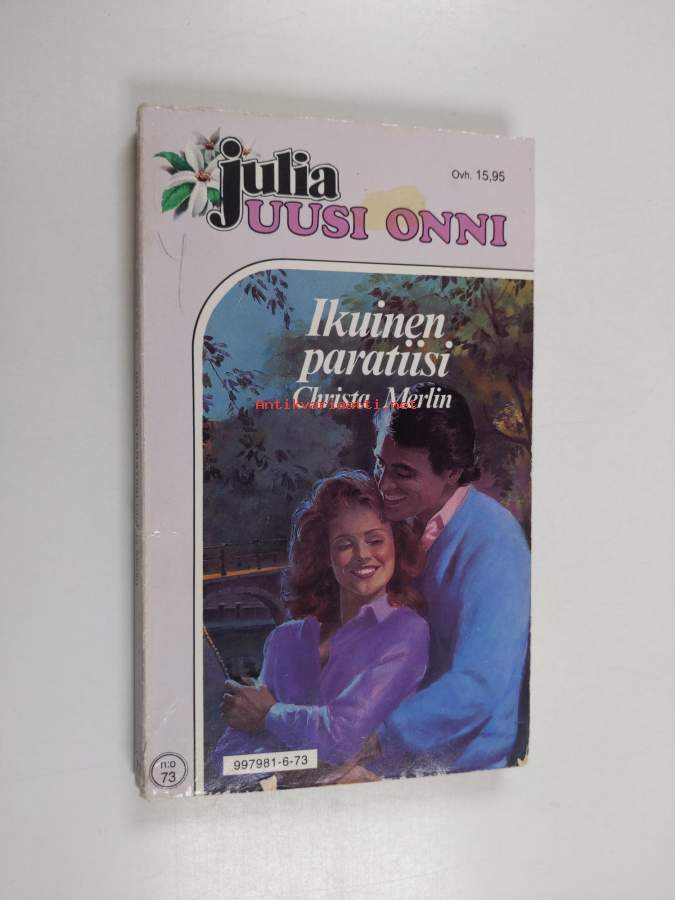 julia
Ovh. 15,95
UUSI ONNI
Ikuinen
paratiisi
Christa Merlin
Antikvariaatti.net
n:o
73
997981-6-73